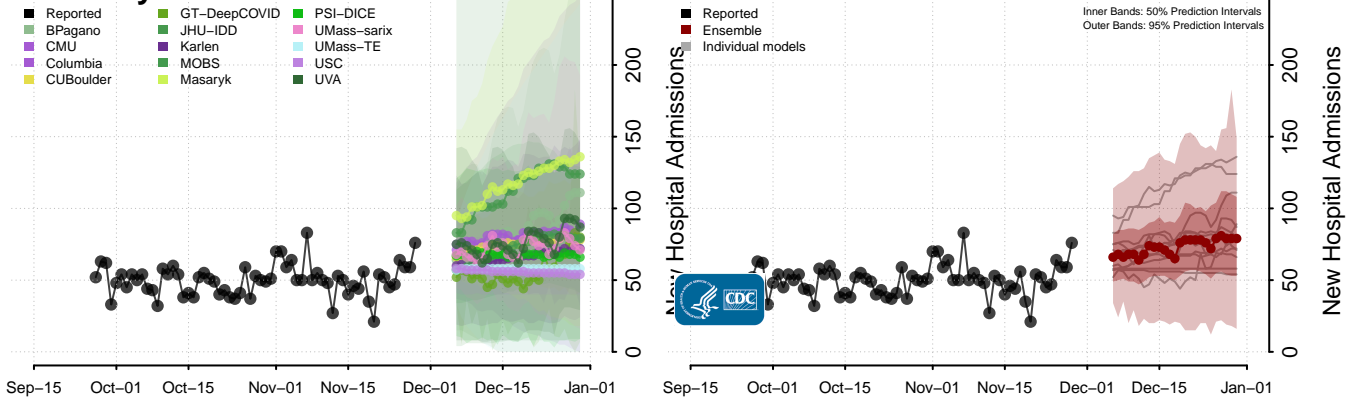 y
Reported
BPagano
CMU
Columbia
CUBoulder
GT−DeepCOVID
JHU−IDD
Karlen
MOBS
Masaryk
PSI−DICE
UMass−sarix
UMass−TE
USC
UVA
0
50
100
150
200
New Hospital Admissions
Sep−15
Oct−01
Oct−15
Nov−01
Nov−15
Dec−01
Dec−15
Jan−01
Reported
Ensemble
Individual models
Inner Bands: 50% Prediction Intervals
Outer Bands: 95% Prediction Intervals
CDC
0
50
100
150
200
New Hospital Admissions
Sep−15
Oct−01
Oct−15
Nov−01
Nov−15
Dec−01
Dec−15
Jan−01